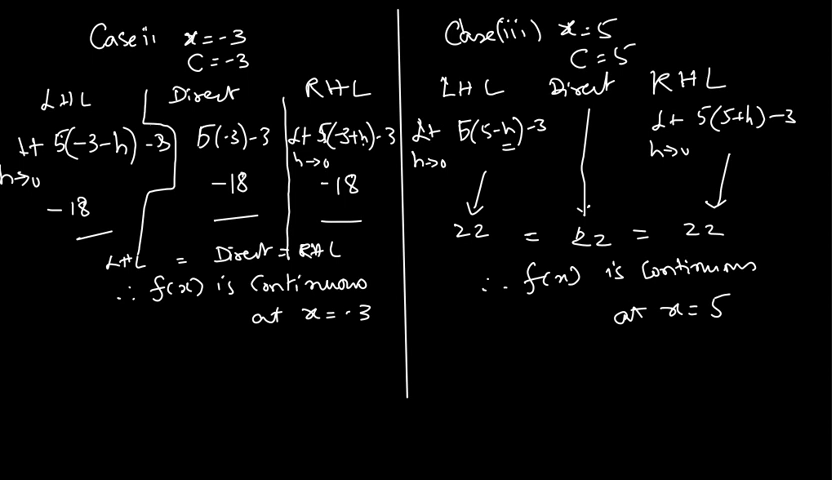 Case ii x = -3
C = -3
LHL Direct RHL
Lt 5(-3-h)-3 5(-3)-3 Lt 5(-3+h)-3
h→0 h→0
-18 -18 -18
LHL = Direct = RHL
∴ f(x) is Continuous
at x = -3
Case(iii) x = 5
C = 5
LHL Direct RHL
Lt 5(5-h)-3 Lt 5(5+h)-3
h→0 h→0
22 = 22 = 22
∴ f(x) is Continuous
at x = 5